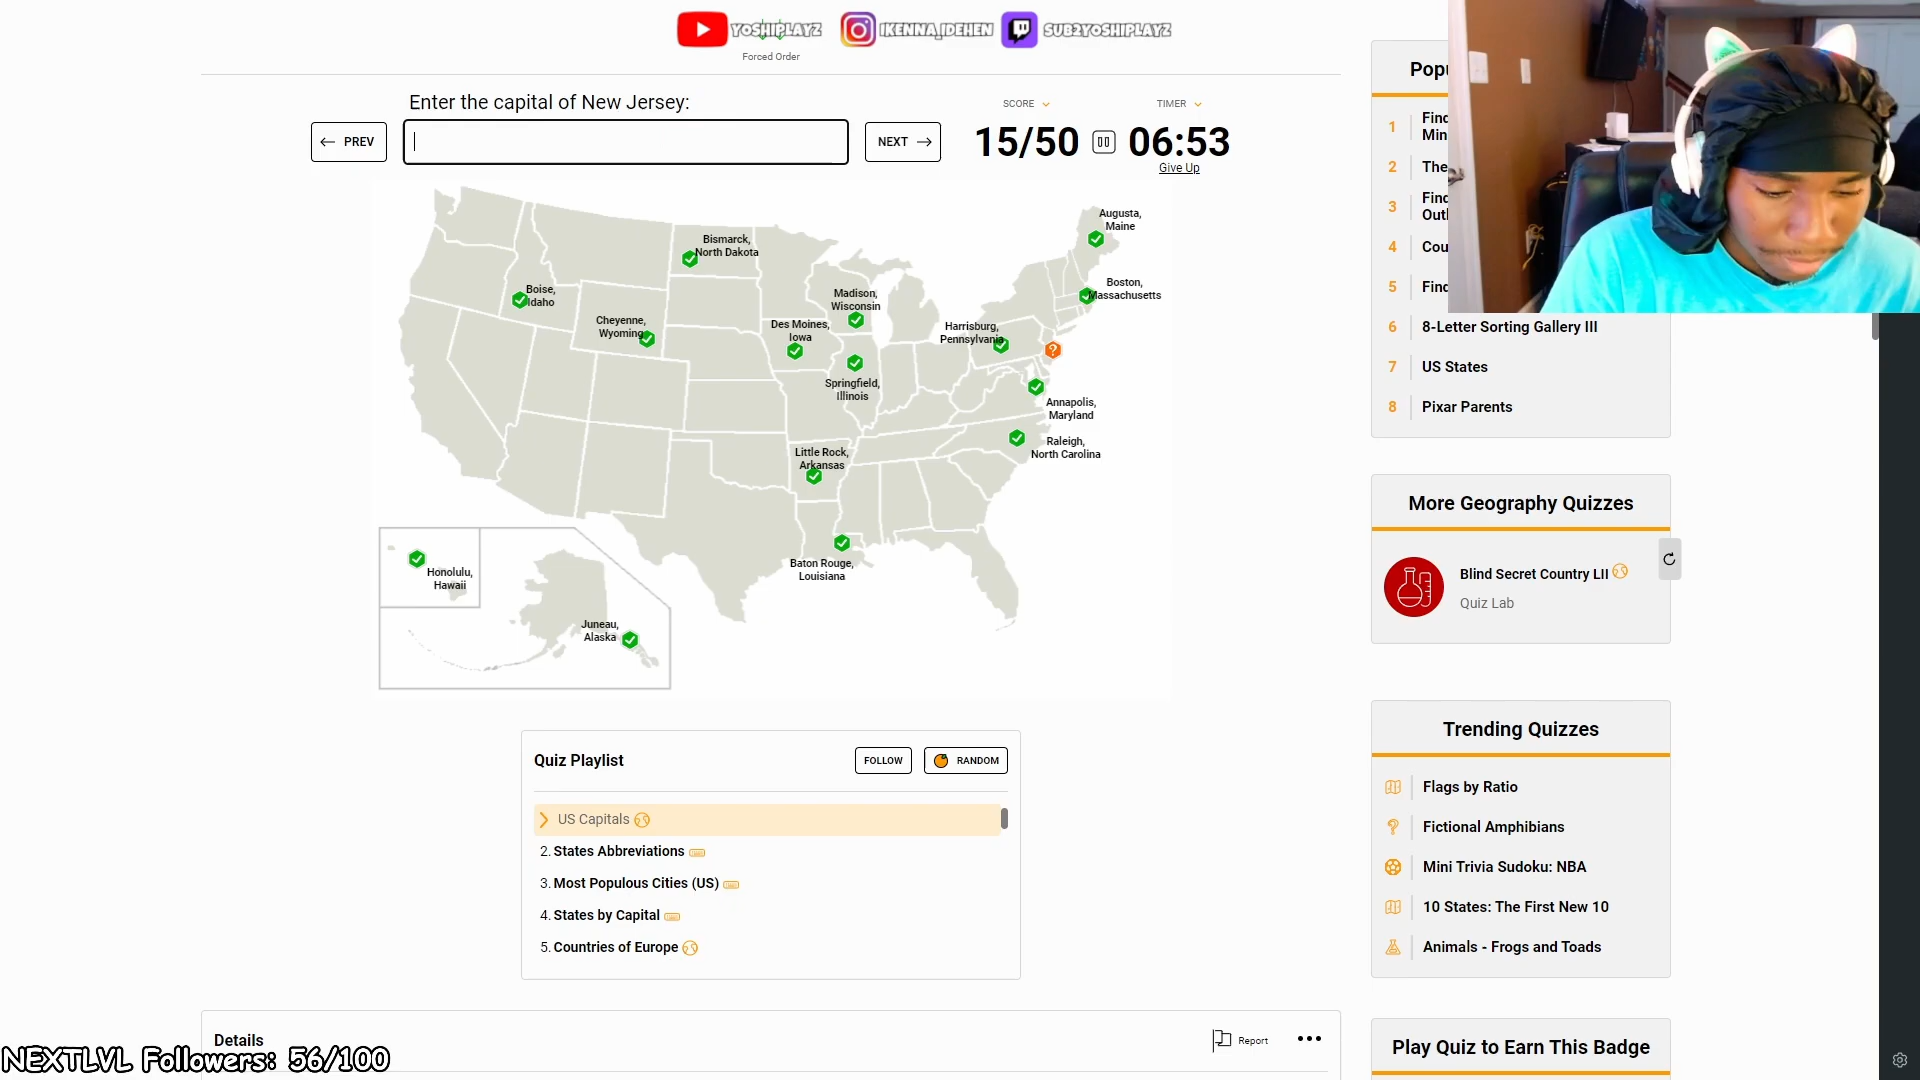 YOSHIPLAYZ
IKENNA_IDEHEN
SUB2YOSHIPLAYZ
Forced Order
Enter the capital of New Jersey:
PREV
NEXT
SCORE
15/50
TIMER
06:53
Give Up
Augusta,
Maine
Bismarck,
North Dakota
Boston,
Massachusetts
Boise,
Idaho
Madison,
Wisconsin
Cheyenne,
Wyoming
Des Moines,
Iowa
Harrisburg,
Pennsylvania
?
Springfield,
Illinois
Annapolis,
Maryland
Raleigh,
North Carolina
Little Rock,
Arkansas
Baton Rouge,
Louisiana
Honolulu,
Hawaii
Juneau,
Alaska
Quiz Playlist
FOLLOW
RANDOM
US Capitals
2. States Abbreviations
3. Most Populous Cities (US)
4. States by Capital
5. Countries of Europe
Details
Report
NEXTLVL Followers: 56/100
1
2 The
3
4
5
6 8-Letter Sorting Gallery III
7 US States
8 Pixar Parents
More Geography Quizzes
Blind Secret Country LII
Quiz Lab
Trending Quizzes
Flags by Ratio
Fictional Amphibians
Mini Trivia Sudoku: NBA
10 States: The First New 10
Animals - Frogs and Toads
Play Quiz to Earn This Badge